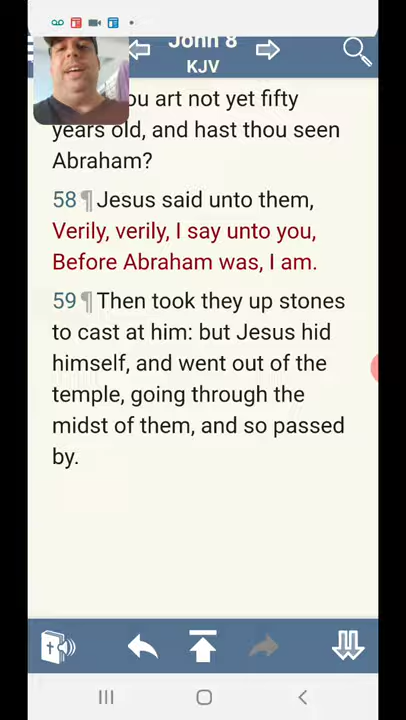 John 8
KJV
ou art not yet fifty
years old, and hast thou seen
Abraham?
58 ¶ Jesus said unto them,
Verily, verily, I say unto you,
Before Abraham was, I am.
59 ¶ Then took they up stones
to cast at him: but Jesus hid
himself, and went out of the
temple, going through the
midst of them, and so passed
by.